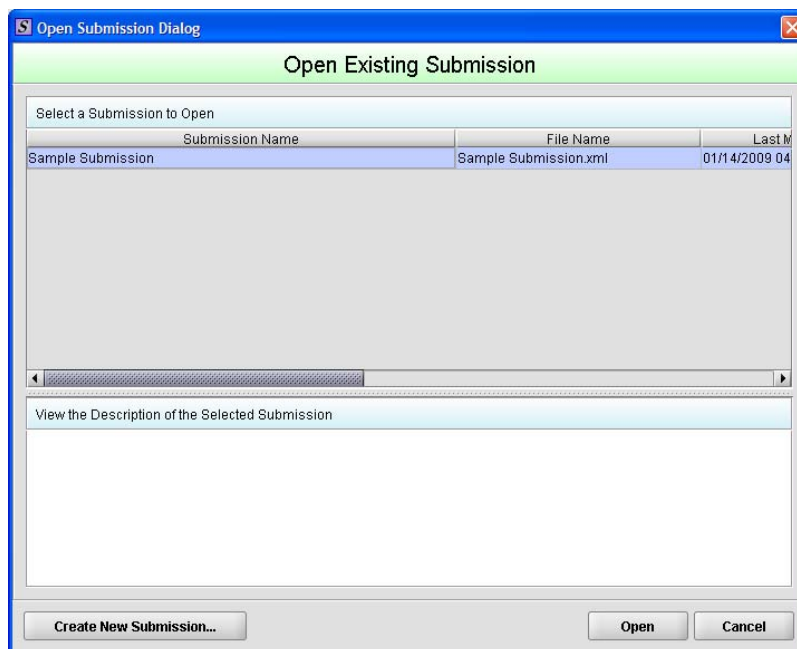 S Open Submission Dialog
Open Existing Submission
Select a Submission to Open
Submission Name File Name Last M
Sample Submission Sample Submission.xml 01/14/2009 04
View the Description of the Selected Submission
Create New Submission... Open Cancel